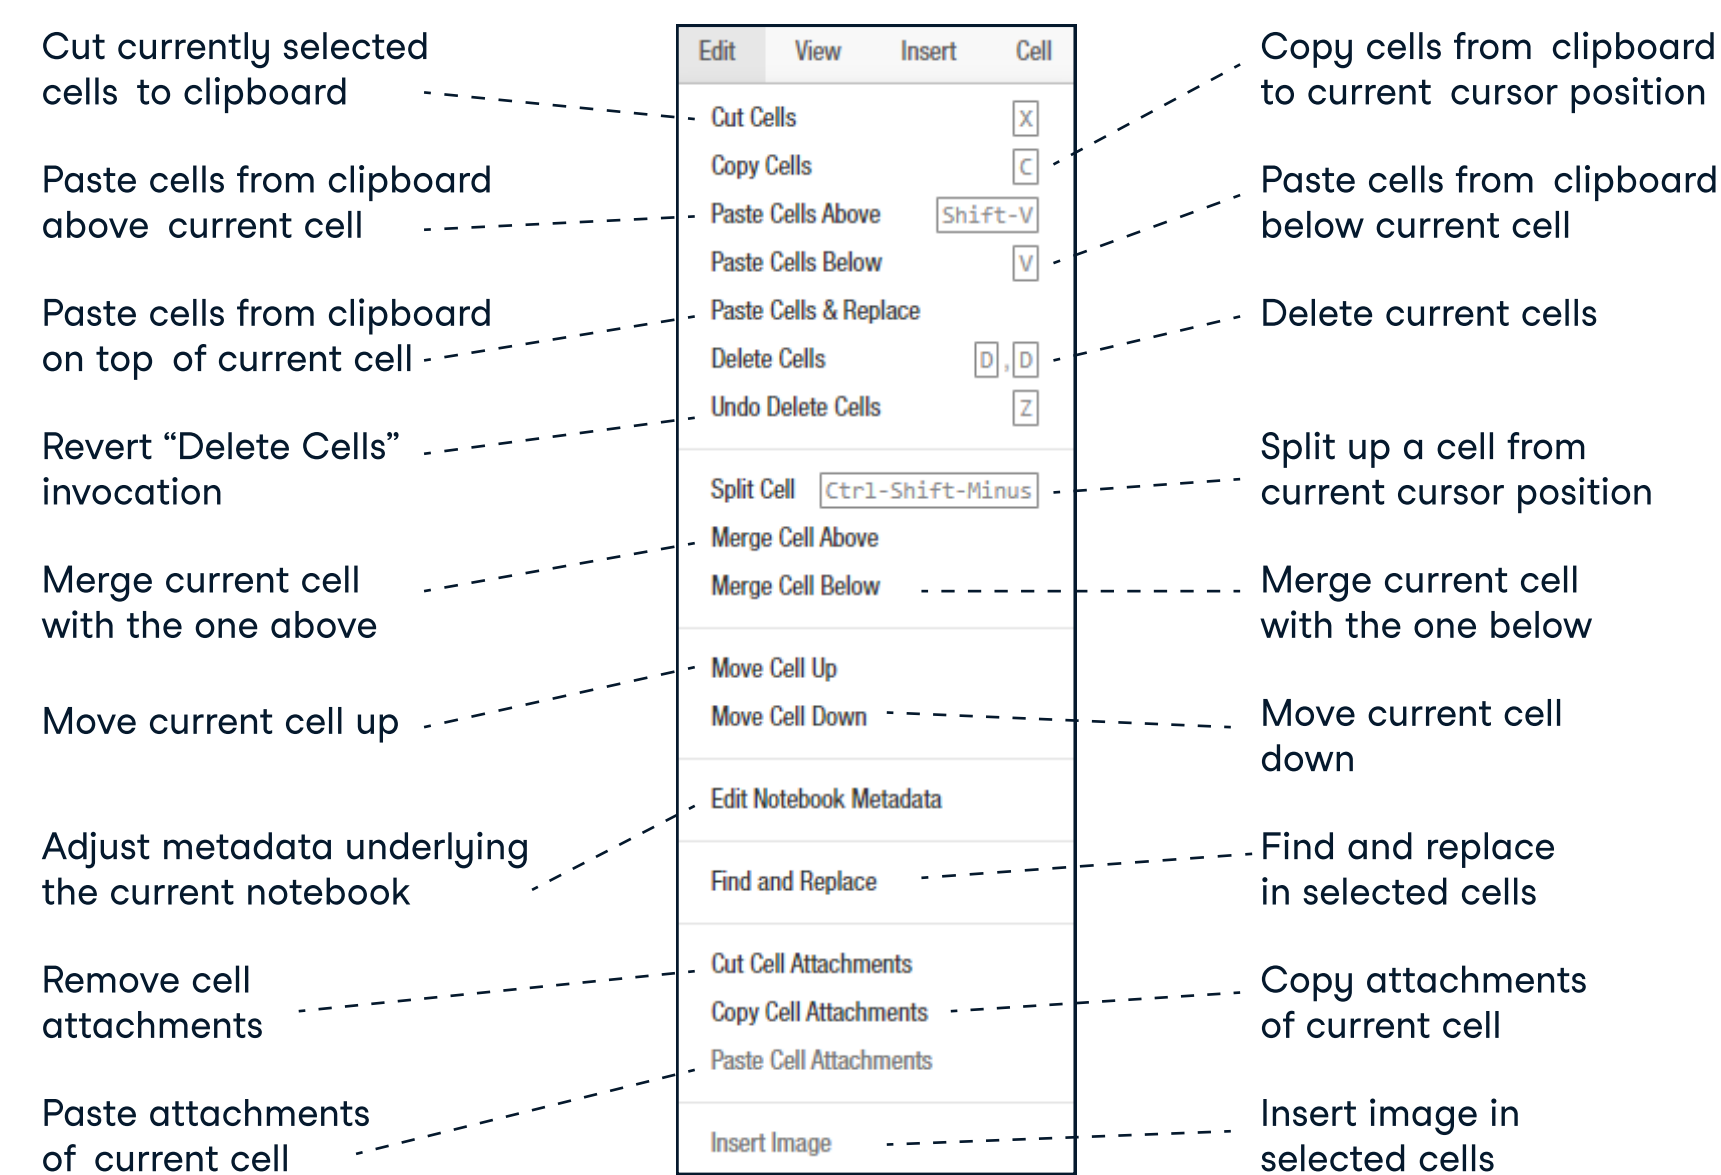 Cut currently selected
cells to clipboard
Paste cells from clipboard
above current cell
Paste cells from clipboard
on top of current cell
Revert “Delete Cells”
invocation
Merge current cell
with the one above
Move current cell up
Adjust metadata underlying
the current notebook
Remove cell
attachments
Paste attachments
of current cell
Edit View Insert Cell
Cut Cells X
Copy Cells C
Paste Cells Above Shift-V
Paste Cells Below V
Paste Cells & Replace
Delete Cells D,D
Undo Delete Cells Z
Split Cell Ctrl-Shift-Minus
Merge Cell Above
Merge Cell Below
Move Cell Up
Move Cell Down
Edit Notebook Metadata
Find and Replace
Cut Cell Attachments
Copy Cell Attachments
Paste Cell Attachments
Insert Image
Copy cells from clipboard
to current cursor position
Paste cells from clipboard
below current cell
Delete current cells
Split up a cell from
current cursor position
Merge current cell
with the one below
Move current cell
down
Find and replace
in selected cells
Copy attachments
of current cell
Insert image in
selected cells